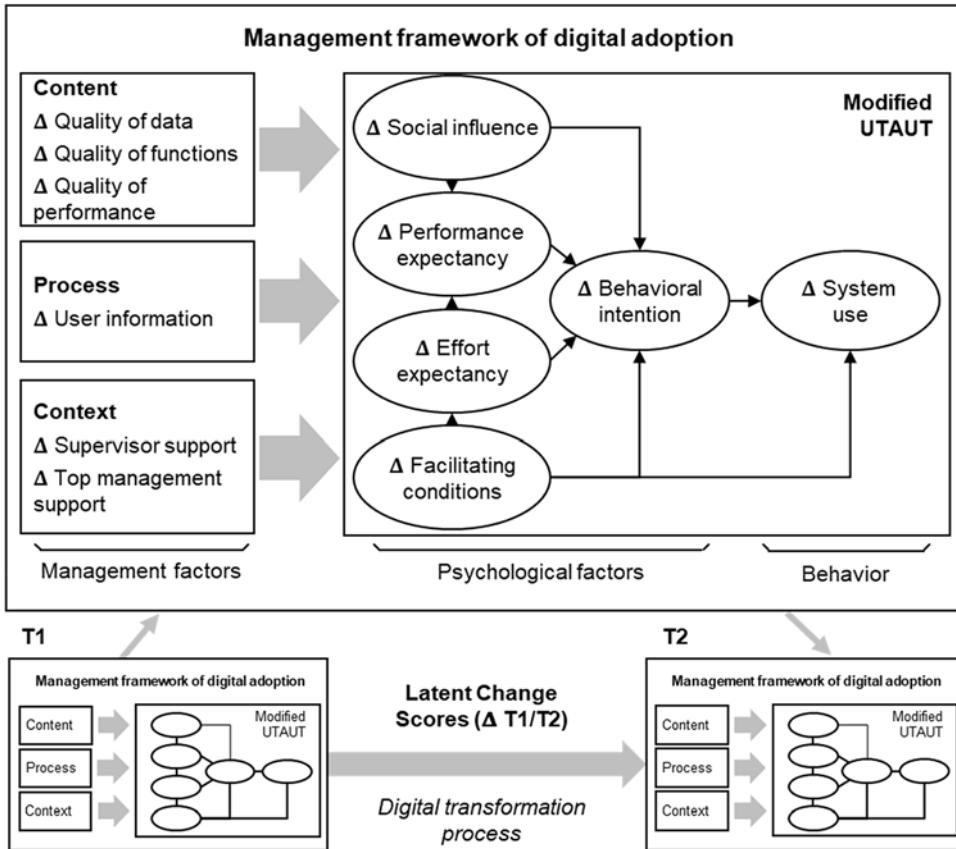 Management framework of digital adoption
Content
Δ Quality of data
Δ Quality of functions
Δ Quality of
performance
Process
Δ User information
Context
Δ Supervisor support
Δ Top management
support
Modified
UTAUT
Δ Social influence
Δ Performance
expectancy
Δ Effort
expectancy
Δ Facilitating
conditions
Δ Behavioral
intention
Δ System
use
Management factors
Psychological factors
Behavior
T1
Management framework of digital adoption
Content
Process
Context
Modified
UTAUT
Latent Change
Scores (Δ T1/T2)
Digital transformation
process
T2
Management framework of digital adoption
Content
Process
Context
Modified
UTAUT